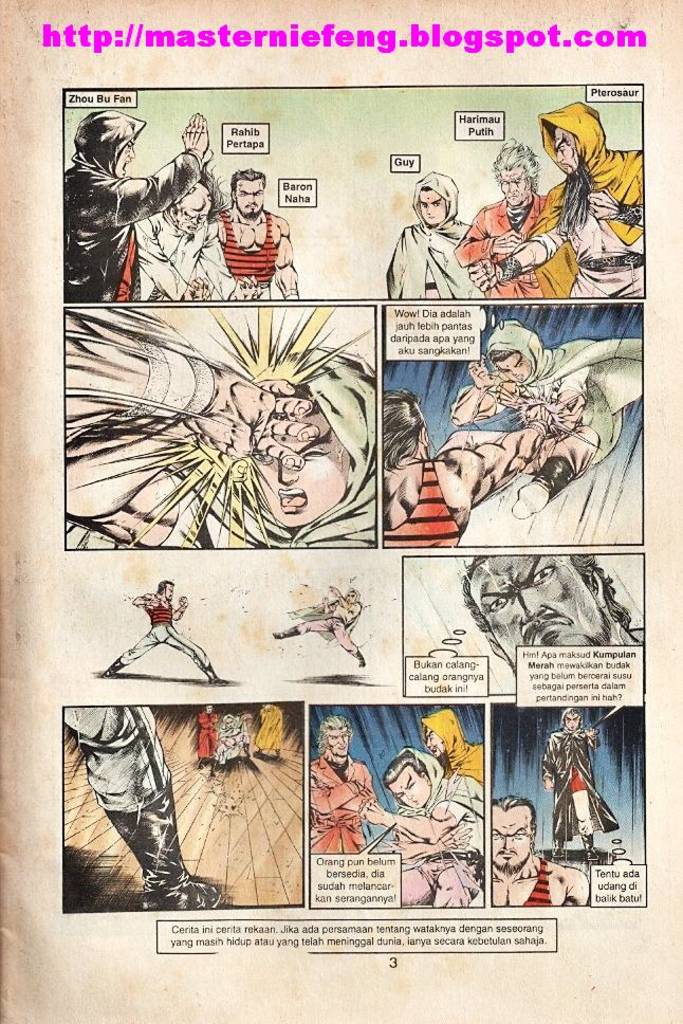 http://masterniefeng.blogspot.com
Zhou Bu Fan
Rahib
Pertapa
Baron
Naha
Guy
Harimau
Putih
Pterosaur
Wow! Dia adalah
jauh lebih pantas
daripada apa yang
aku sangkakan!
Bukan calang-
calang orangnya
budak ini!
Hm! Apa maksud Kumpulan
Merah mewakilkan budak
yang belum bercerai susu
sebagai perserta dalam
pertandingan ini hah?
Orang pun belum
bersedia, dia
sudah melancar-
kan serangannya!
Tentu ada
udang di
balik batu!
Cerita ini cerita rekaan. Jika ada persamaan tentang wataknya dengan seseorang
yang masih hidup atau yang telah meninggal dunia, ianya secara kebetulan sahaja.
3